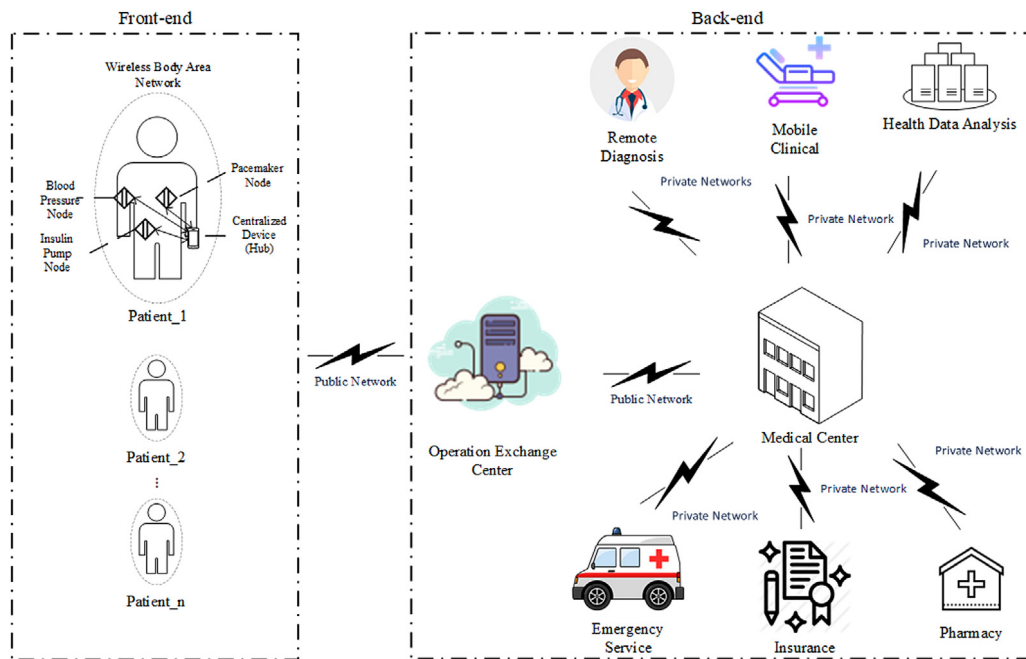 Front-end
Back-end
Wireless Body Area
Network
Pacemaker
Node
Blood
Pressure
Node
Centralized
Device
(Hub)
Insulin
Pump
Node
Patient_1
Patient_2
...
Patient_n
Public Network
Operation Exchange
Center
Public Network
Remote
Diagnosis
Mobile
Clinical
Health Data Analysis
Private Networks
Private Network
Private Network
Medical Center
Private Network
Private Network
Private Network
Emergency
Service
Insurance
Pharmacy